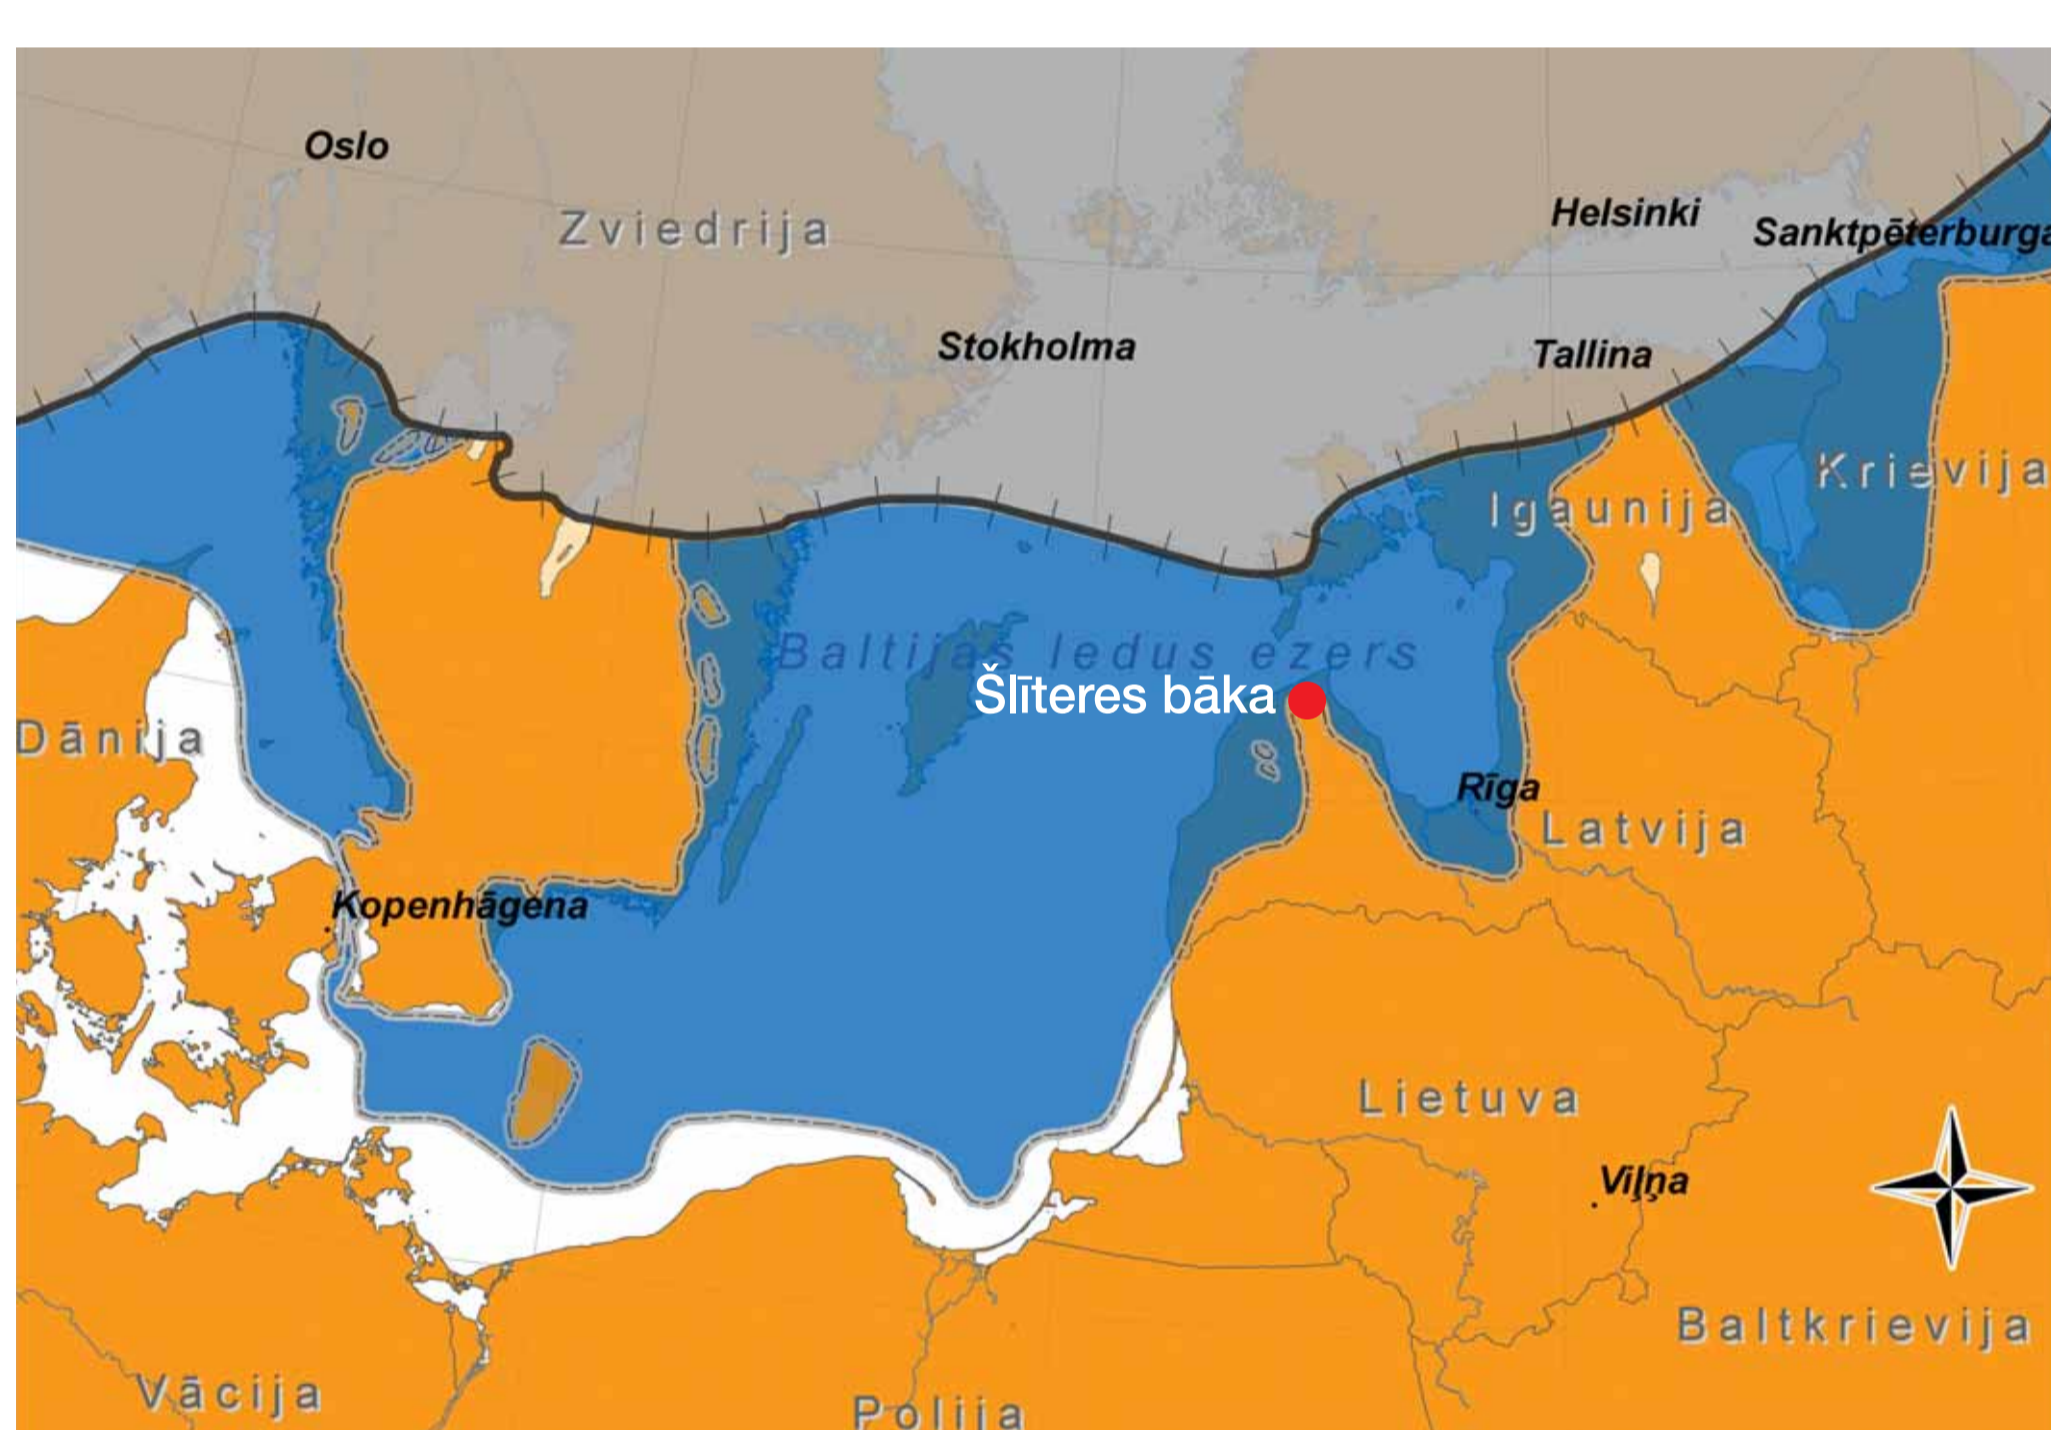 Oslo
Zviedrija
Helsinki
Sanktpēterburga
Stokholma
Tallina
Krievija
Igaunija
Baltijas ledus ezers
Šlīteres bāka
Dānija
Rīga
Latvija
Kopenhāgena
Lietuva
Viļņa
Baltkrievija
Vācija
Polija